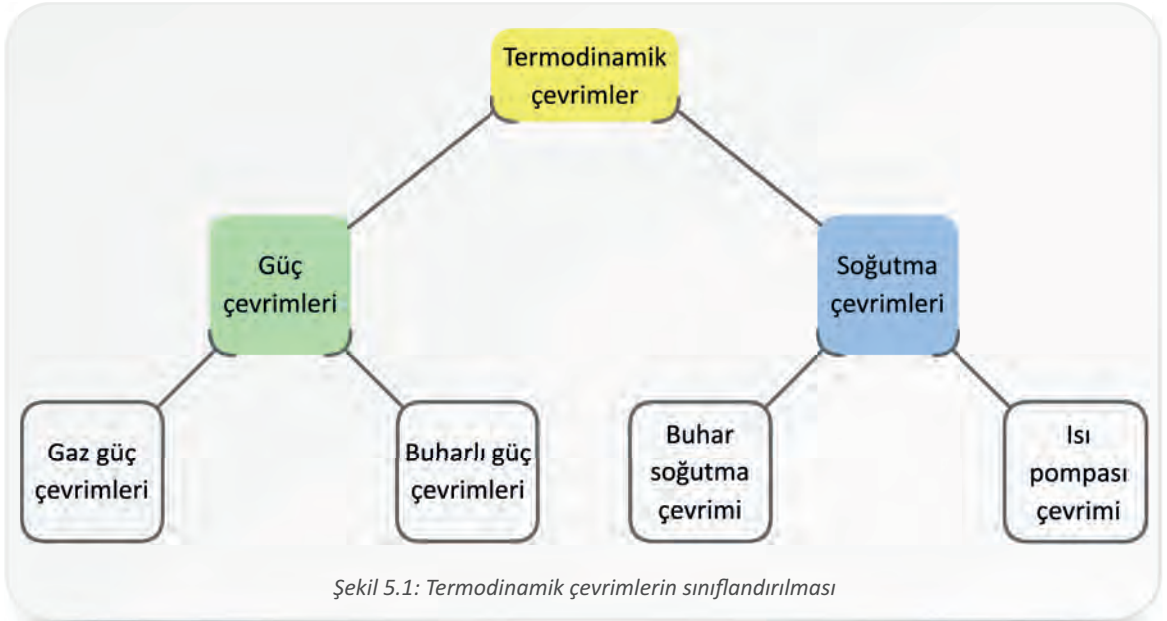 Termodinamik
çevrimler
Güç
çevrimleri
Soğutma
çevrimleri
Gaz güç
çevrimleri
Buharlı güç
çevrimleri
Buhar
soğutma
çevrimi
Isı
pompası
çevrimi
Şekil 5.1: Termodinamik çevrimlerin sınıflandırılması